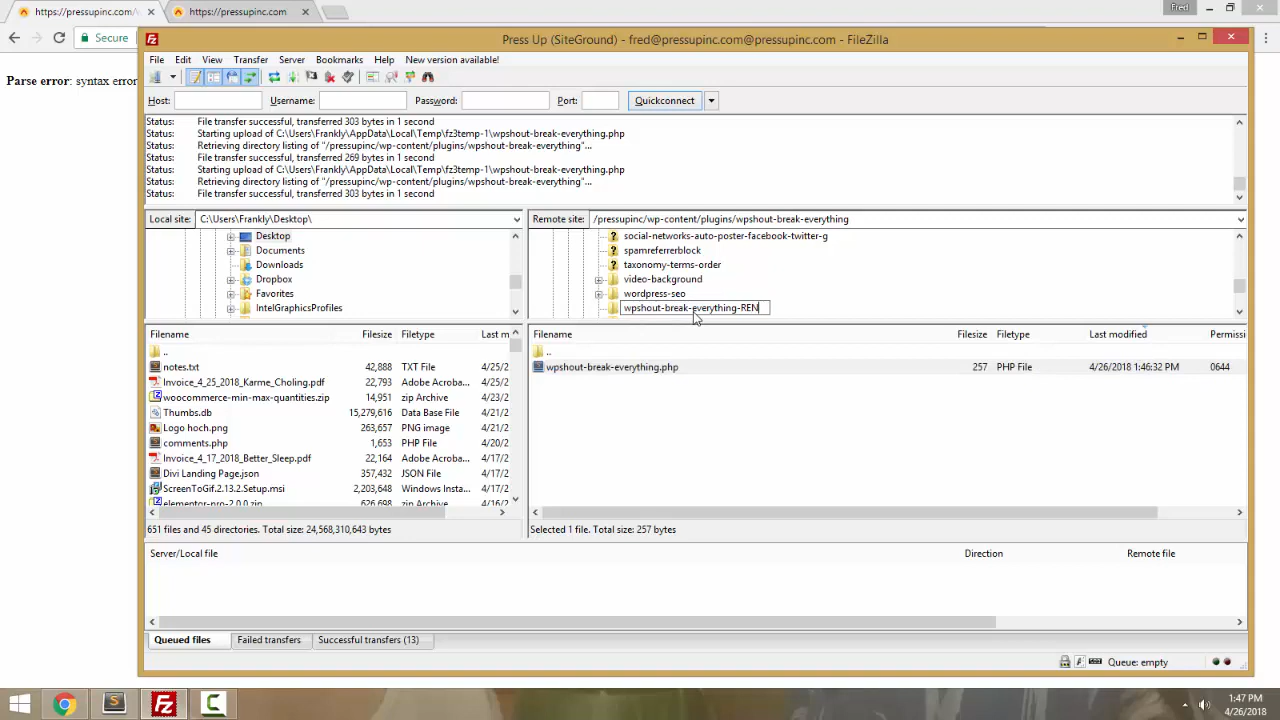 https://pressupinc.com/
https://pressupinc.com
Fred
Secure
Parse error: syntax error
Press Up (SiteGround) - fred@pressupinc.com@pressupinc.com - FileZilla
File Edit View Transfer Server Bookmarks Help New version available!
Host: Username: Password: Port: Quickconnect
Status: File transfer successful, transferred 303 bytes in 1 second
Status: Starting upload of C:\Users\Frankly\AppData\Local\Temp\fz3temp-1\wpshout-break-everything.php
Status: Retrieving directory listing of "/pressupinc/wp-content/plugins/wpshout-break-everything"...
Status: File transfer successful, transferred 269 bytes in 1 second
Status: Starting upload of C:\Users\Frankly\AppData\Local\Temp\fz3temp-1\wpshout-break-everything.php
Status: Retrieving directory listing of "/pressupinc/wp-content/plugins/wpshout-break-everything"...
Status: File transfer successful, transferred 303 bytes in 1 second
Local site: C:\Users\Frankly\Desktop\
Desktop
Documents
Downloads
Dropbox
Favorites
IntelGraphicsProfiles
Remote site: /pressupinc/wp-content/plugins/wpshout-break-everything
social-networks-auto-poster-facebook-twitter-g
spamreferrerblock
taxonomy-terms-order
video-background
wordpress-seo
wpshout-break-everything-REN
Filename Filesize Filetype Last m
..
notes.txt 42,888 TXT File 4/25/2
Invoice_4_25_2018_Karme_Choling.pdf 22,793 Adobe Acroba... 4/25/2
woocommerce-min-max-quantities.zip 14,951 zip Archive 4/23/2
Thumbs.db 15,279,616 Data Base File 4/21/2
Logo hoch.png 263,657 PNG image 4/21/2
comments.php 1,653 PHP File 4/20/2
Invoice_4_17_2018_Better_Sleep.pdf 22,164 Adobe Acroba... 4/17/2
Divi Landing Page.json 357,432 JSON File 4/17/2
ScreenToGif.2.13.2.Setup.msi 2,203,648 Windows Insta... 4/17/2
elementor-pro-2.0.0.zip 626,698 zip Archive 4/16/2
651 files and 45 directories. Total size: 24,568,310,643 bytes
Filename Filesize Filetype Last modified Permissi
..
wpshout-break-everything.php 257 PHP File 4/26/2018 1:46:32 PM 0644
Selected 1 file. Total size: 257 bytes
Server/Local file Direction Remote file
Queued files Failed transfers Successful transfers (13)
Queue: empty
1:47 PM
4/26/2018